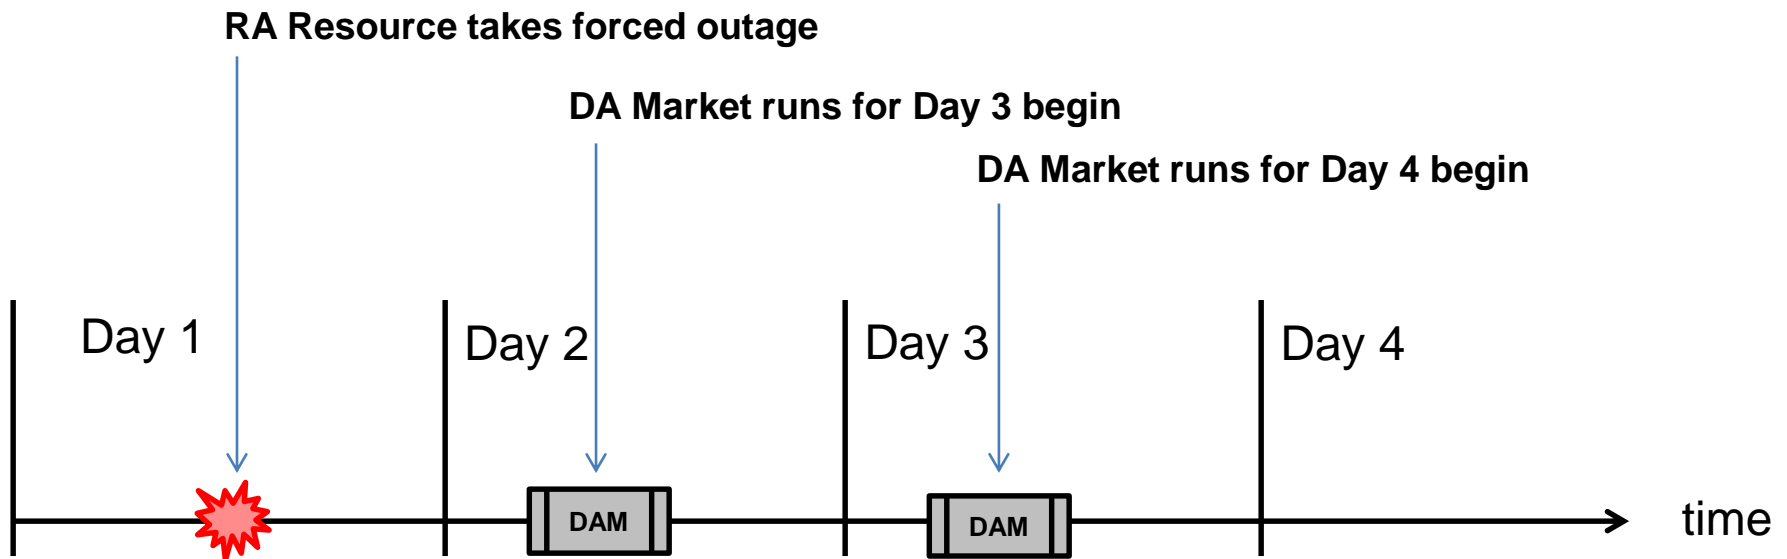 RA Resource takes forced outage
DA Market runs for Day 3 begin
DA Market runs for Day 4 begin
Day 1
Day 2
Day 3
Day 4
DAM
DAM
time